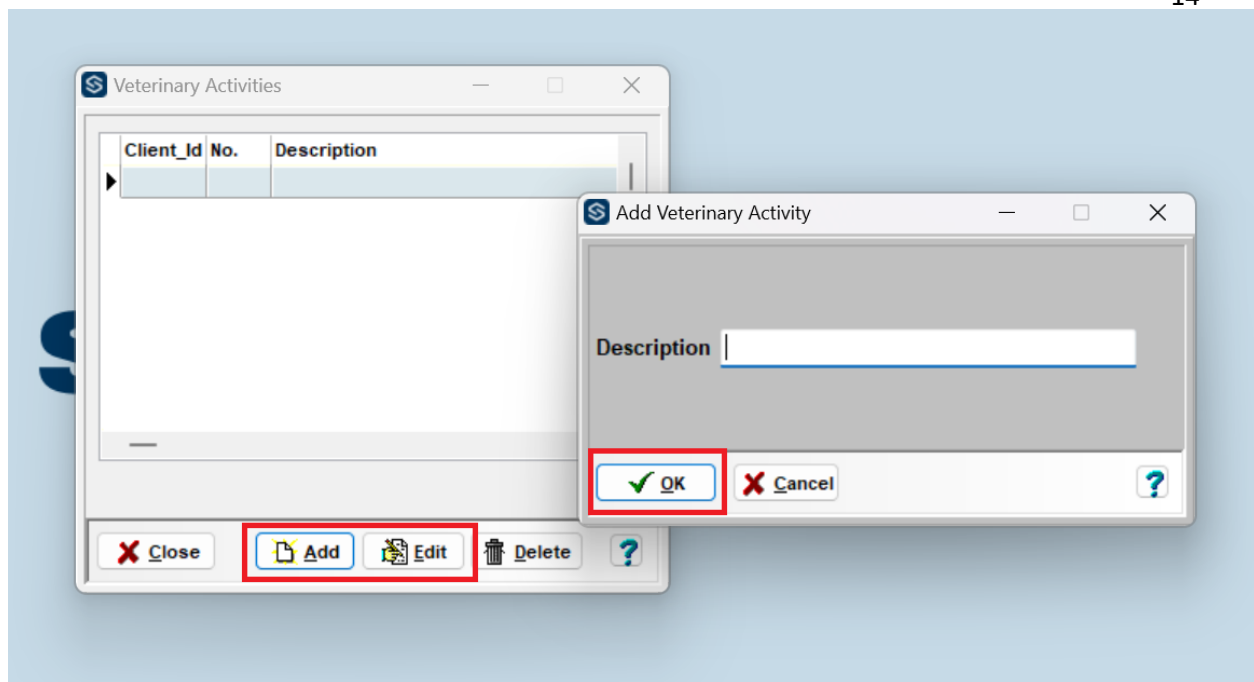 14
Veterinary Activities
Client_Id No. Description
Add Veterinary Activity
Description
OK Cancel ?
Close Add Edit Delete ?